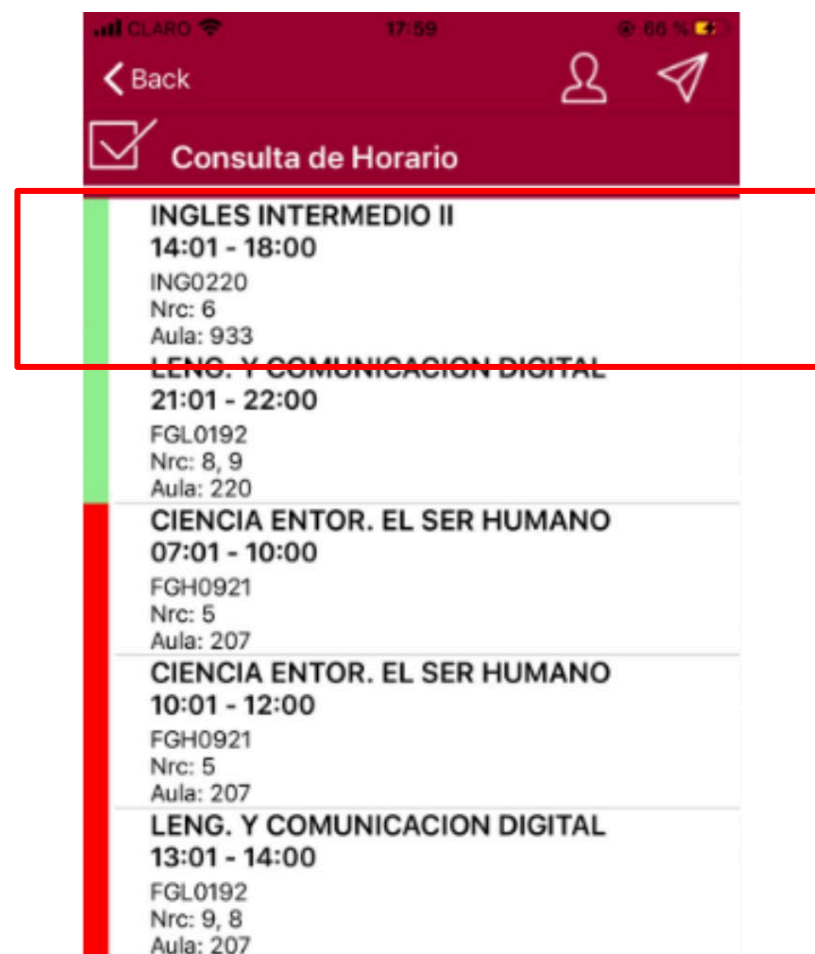 CLARO 17:59 66 %
Back
Consulta de Horario
INGLES INTERMEDIO II
14:01 - 18:00
ING0220
Nrc: 6
Aula: 933
LENG. Y COMUNICACION DIGITAL
21:01 - 22:00
FGL0192
Nrc: 8, 9
Aula: 220
CIENCIA ENTOR. EL SER HUMANO
07:01 - 10:00
FGH0921
Nrc: 5
Aula: 207
CIENCIA ENTOR. EL SER HUMANO
10:01 - 12:00
FGH0921
Nrc: 5
Aula: 207
LENG. Y COMUNICACION DIGITAL
13:01 - 14:00
FGL0192
Nrc: 9, 8
Aula: 207